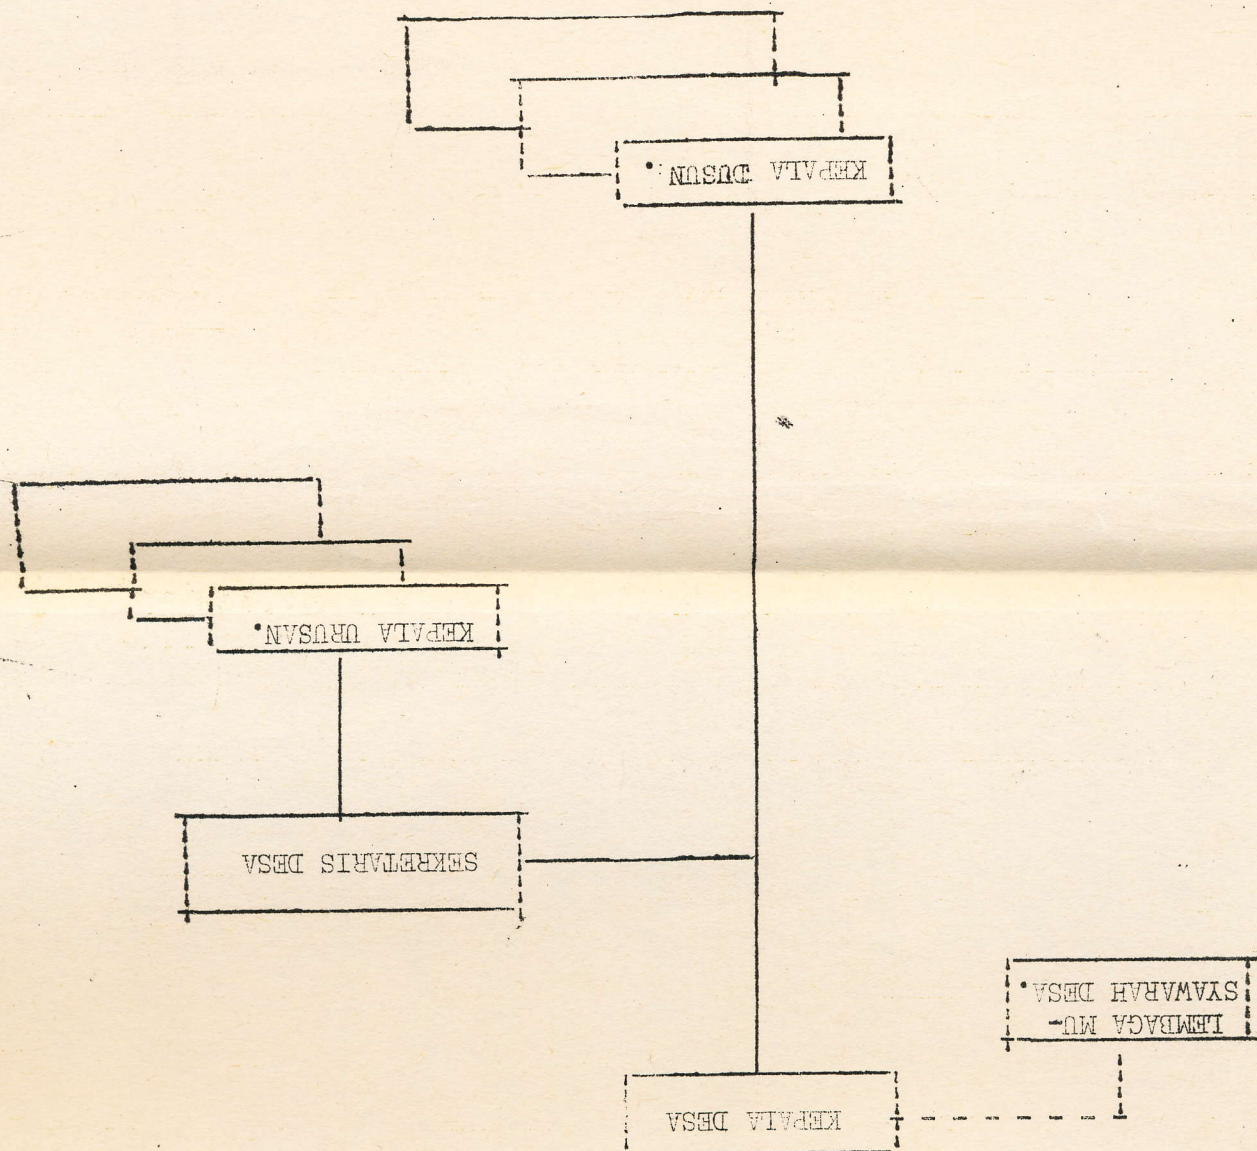 KEPALA DESA
LEMBAGA MU-
SYAWARAH DESA.
SEKRETARIS DESA
KEPALA URUSAN.
KEPALA DUSUN.